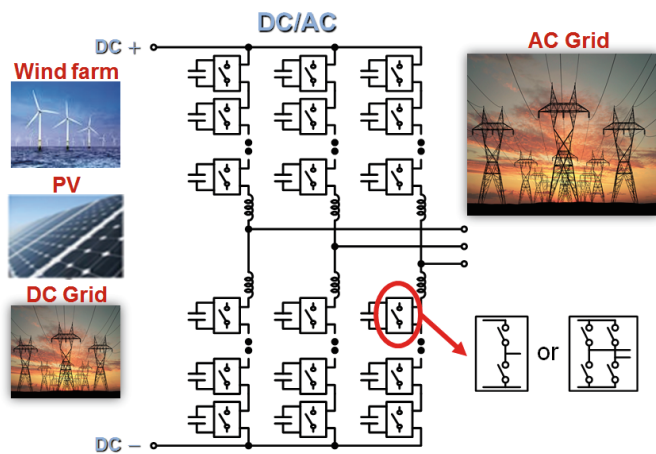 DC/AC
DC +
AC Grid
Wind farm
PV
DC Grid
or
DC −